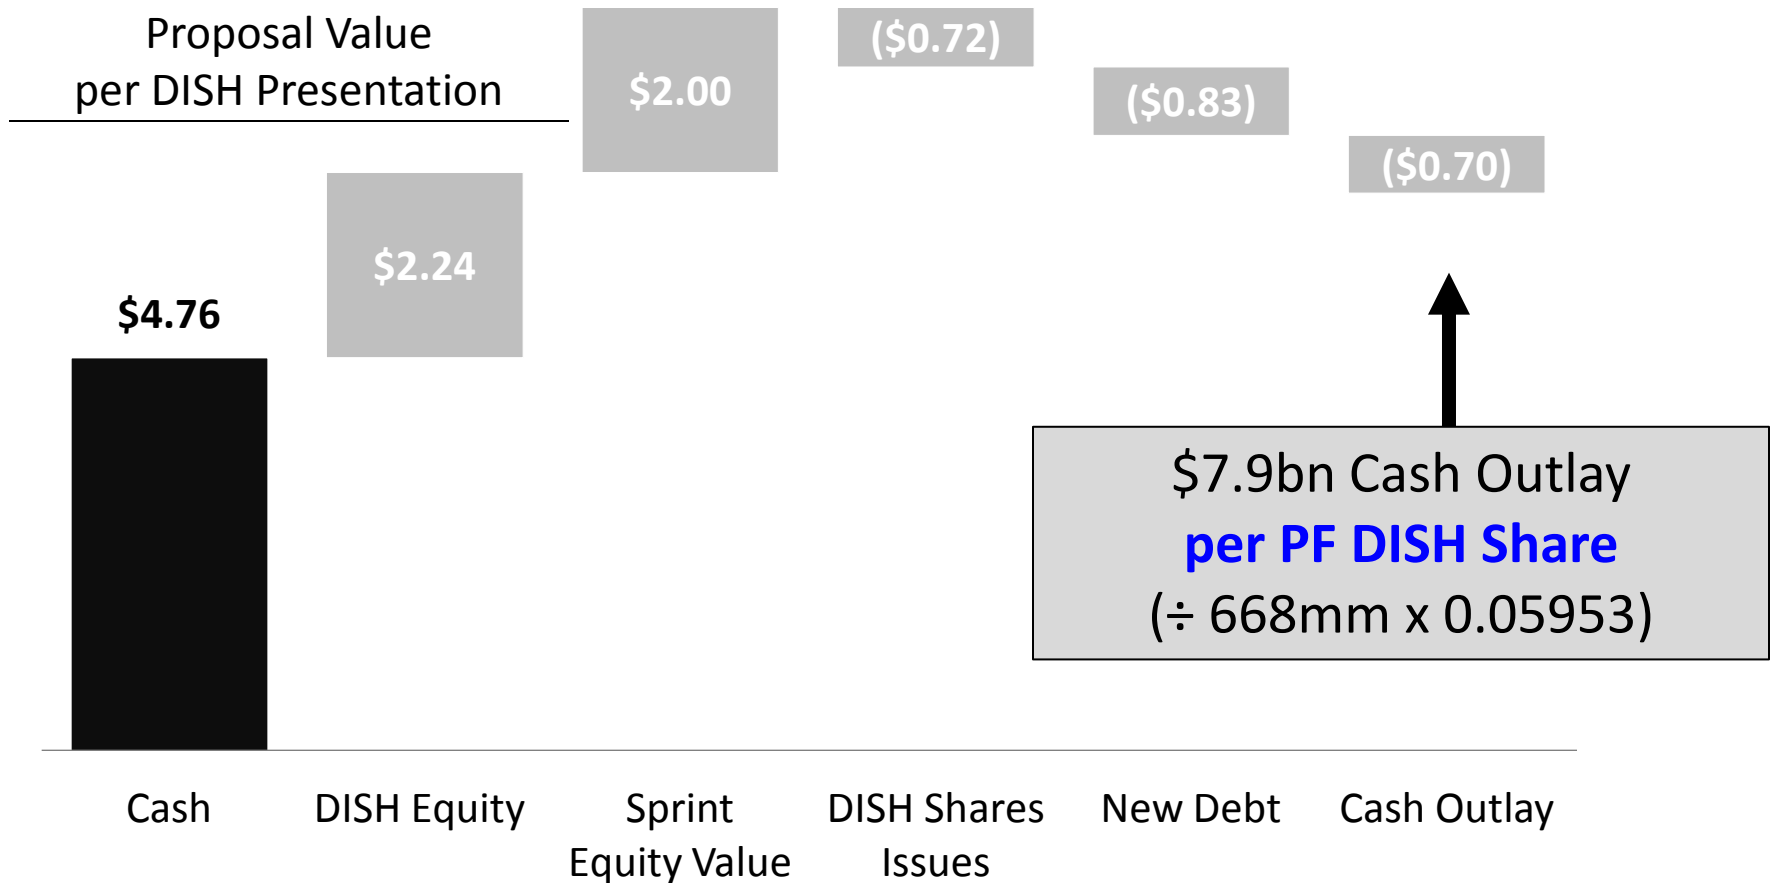 Proposal Value
per DISH Presentation
$4.76
$2.24
$2.00
($0.72)
($0.83)
($0.70)
$7.9bn Cash Outlay
per PF DISH Share
(÷ 668mm x 0.05953)
Cash
DISH Equity
Sprint
Equity Value
DISH Shares
Issues
New Debt
Cash Outlay